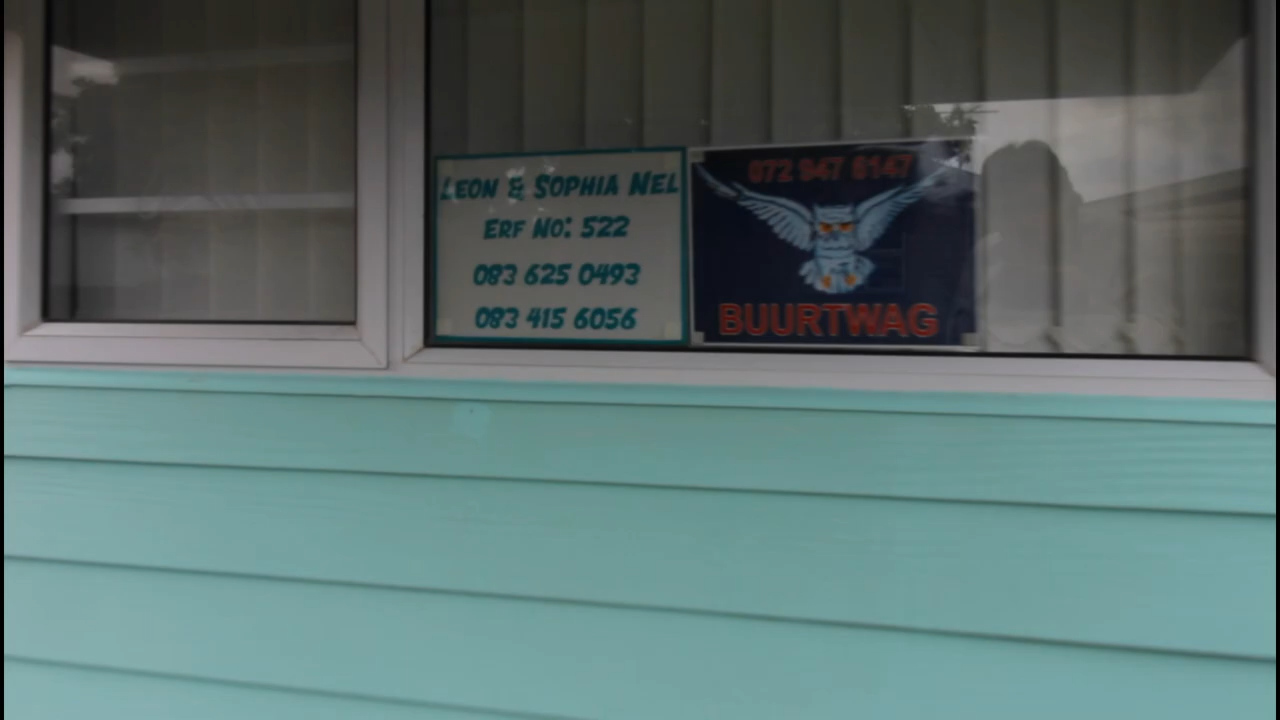 LEON & SOPHIA NEL
ERF NO: 522
083 625 0493
083 415 6056
072 947 6147
BUURTWAG